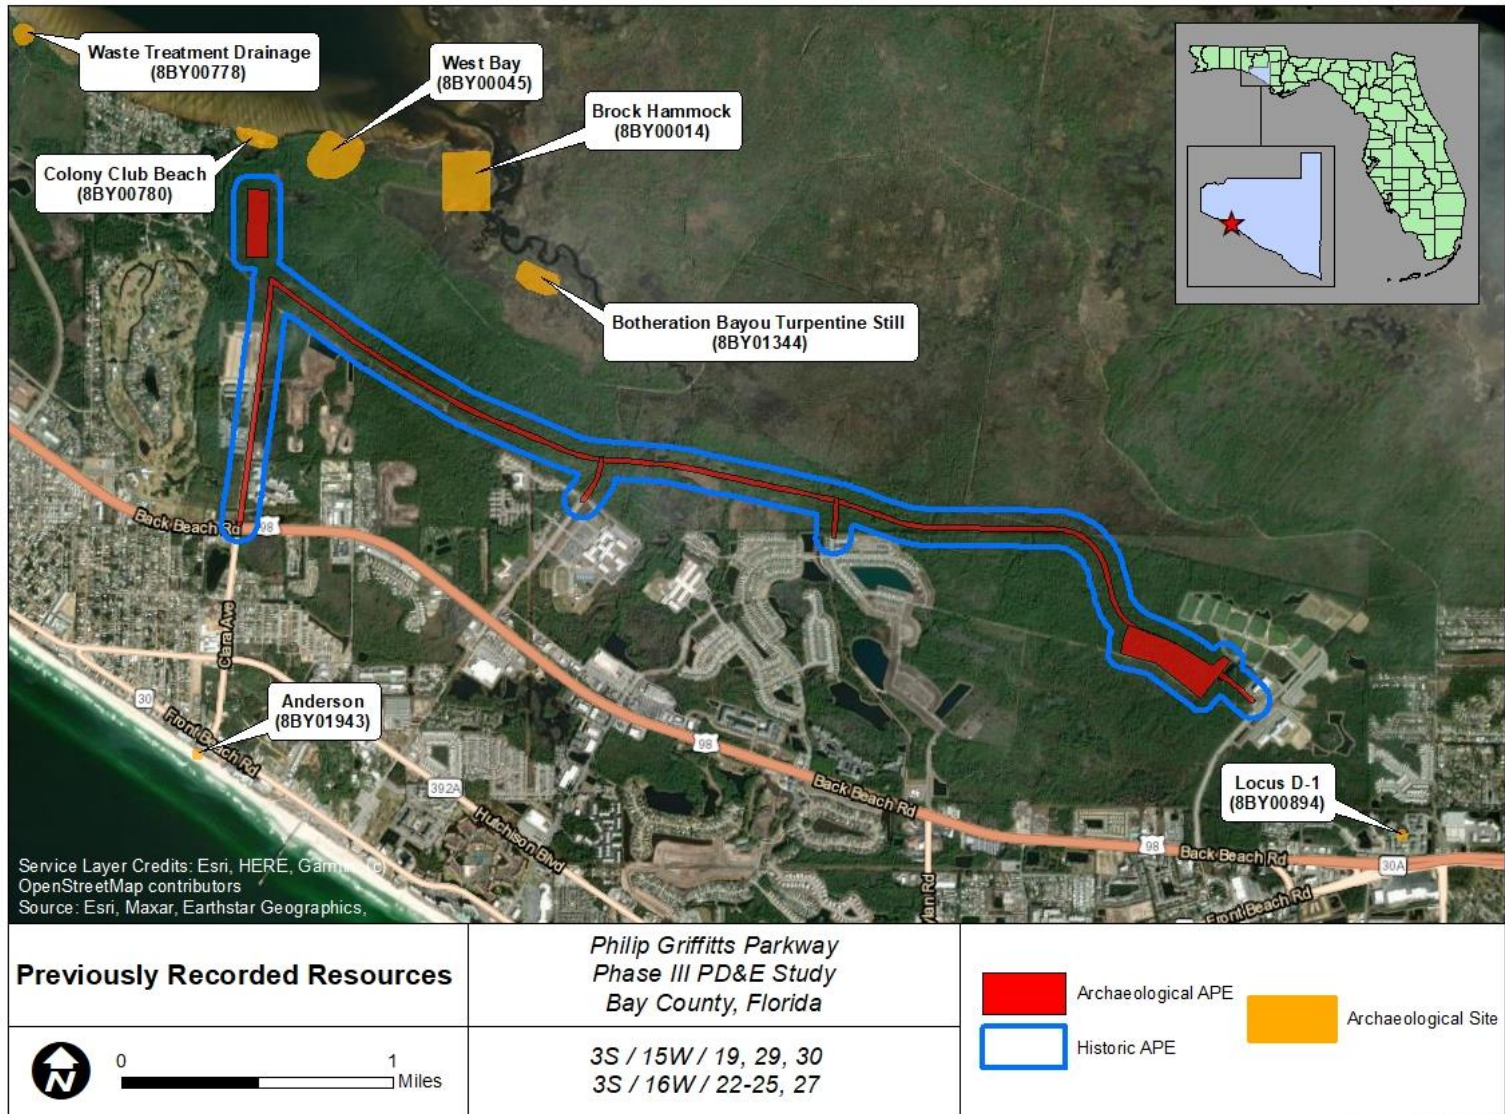 Waste Treatment Drainage
(8BY00778)
West Bay
(8BY00045)
Brock Hammock
(8BY00014)
Colony Club Beach
(8BY00780)
Botheration Bayou Turpentine Still
(8BY01344)
Back Beach Rd
98
Clara Ave
30
Front Beach Rd
Anderson
(8BY01943)
392A
Hutchison Blvd
98
Back Beach Rd
Locus D-1
(8BY00894)
98
Back Beach Rd
30A
Front Beach Rd
Service Layer Credits: Esri, HERE, (c)
OpenStreetMap contributors
Source: Esri, Maxar, Earthstar Geographics,
Previously Recorded Resources
Philip Griffitts Parkway
Phase III PD&E Study
Bay County, Florida
Archaeological APE
Historic APE
Archaeological Site
N
0 1
Miles
3S / 15W / 19, 29, 30
3S / 16W / 22-25, 27